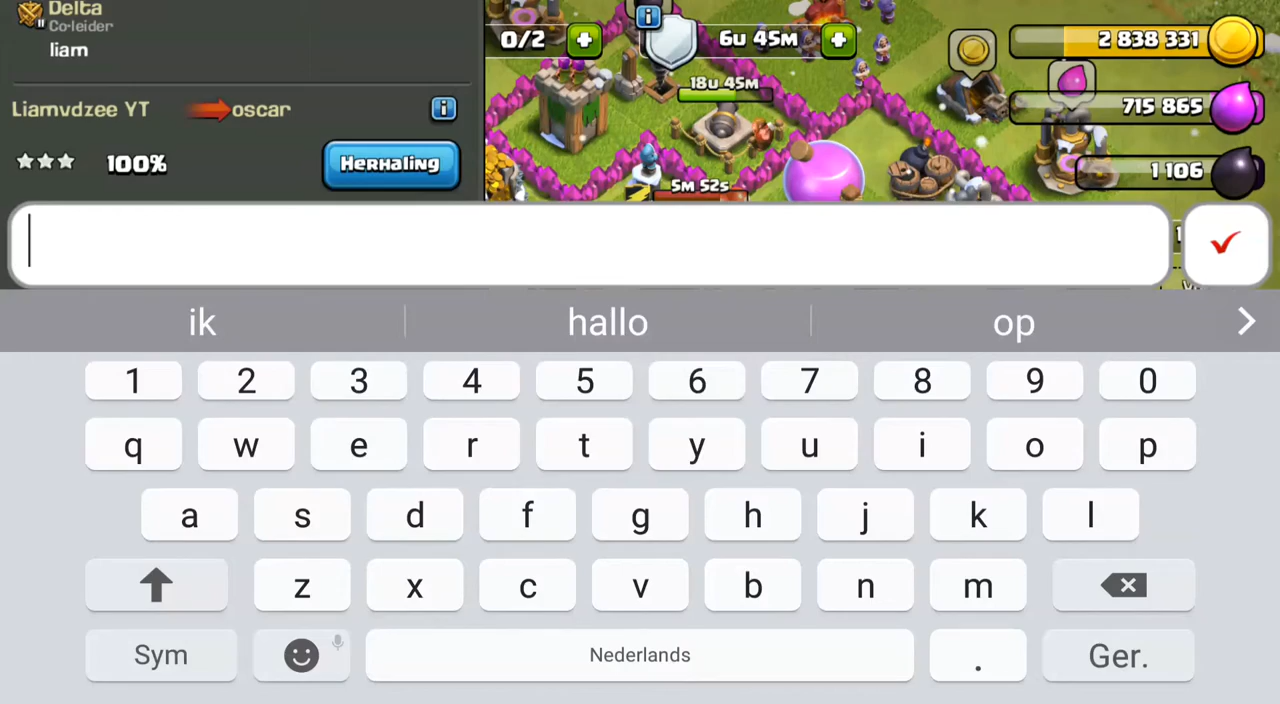 Delta
Co-leider
liam
Liamvdzee YT oscar
100%
Herhaling
0/2
6u 45M
18u 45M
5M 52s
2 838 331
715 865
1 106
ik hallo op
1 2 3 4 5 6 7 8 9 0
q w e r t y u i o p
a s d f g h j k l
z x c v b n m
Sym Nederlands . Ger.